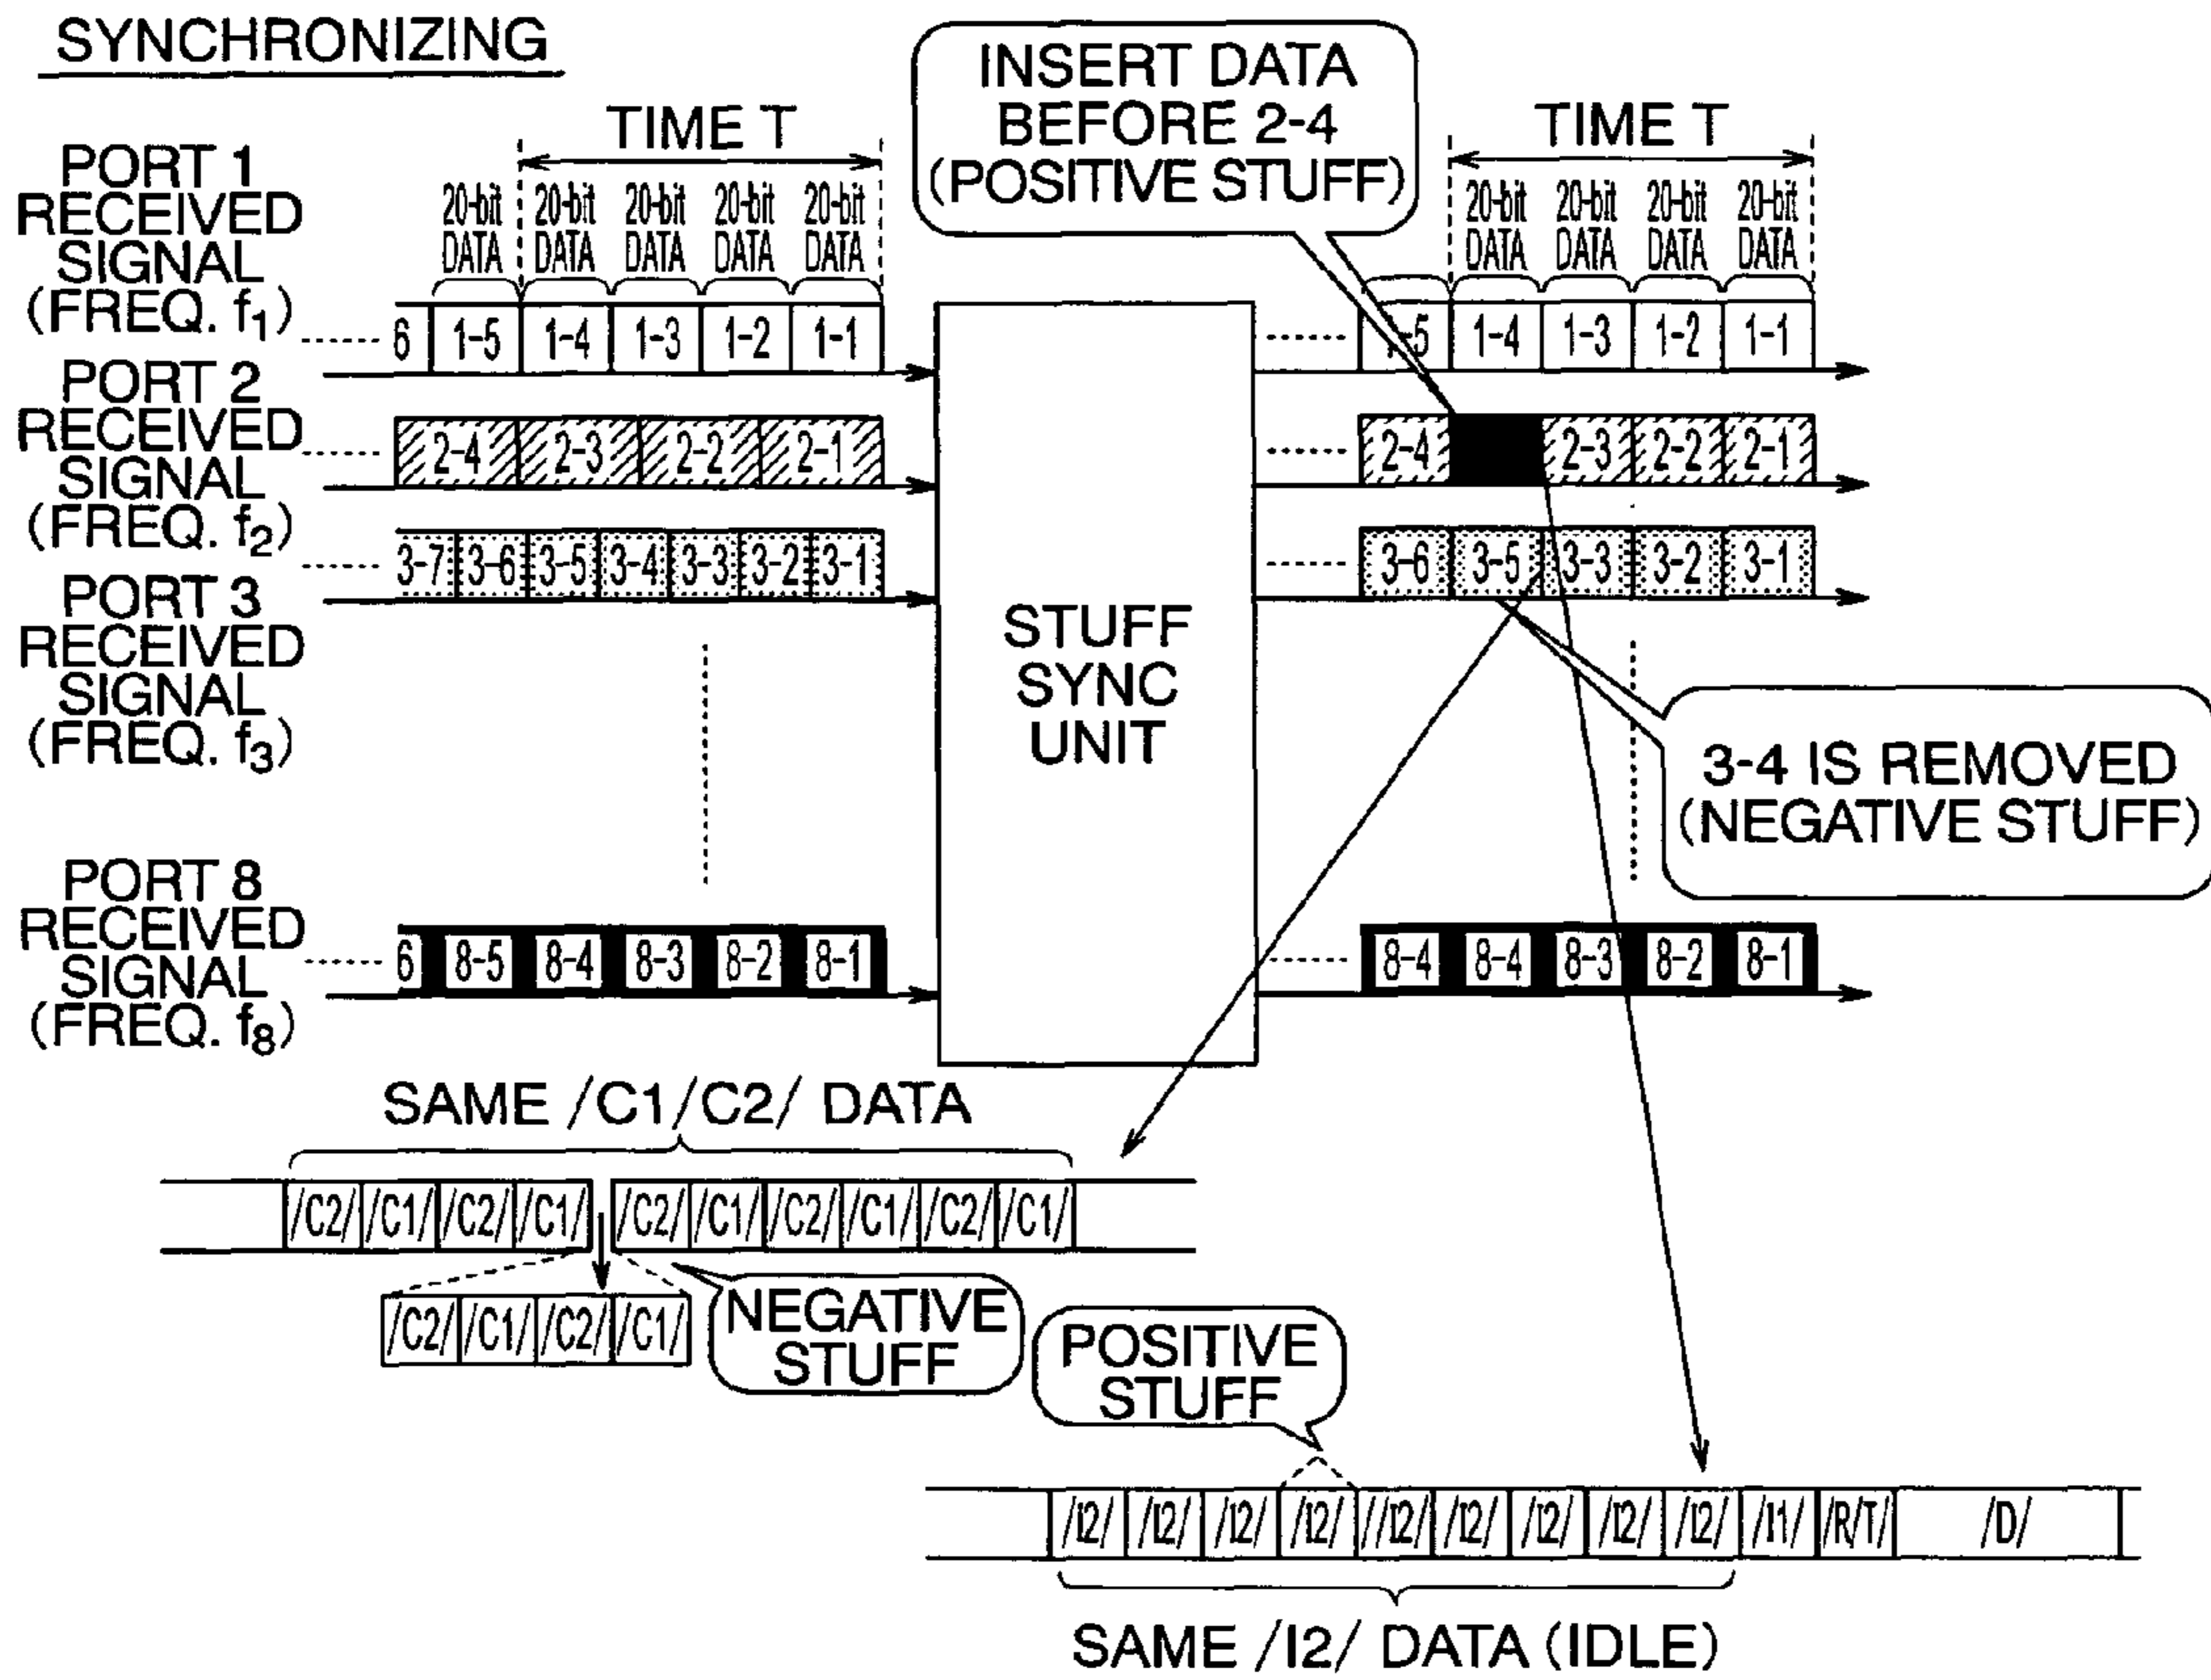 SYNCHRONIZING
INSERT DATA
BEFORE 2-4
(POSITIVE STUFF)
TIME T
TIME T
PORT 1
RECEIVED
SIGNAL
(FREQ. f1)
20-bit 20-bit 20-bit 20-bit 20-bit
DATA DATA DATA DATA DATA
20-bit 20-bit 20-bit 20-bit
DATA DATA DATA DATA
6 1-5 1-4 1-3 1-2 1-1
-5 1-4 1-3 1-2 1-1
PORT 2
RECEIVED
SIGNAL
(FREQ. f2)
2-4 2-3 2-2 2-1
2-4 2-3 2-2 2-1
3-7 3-6 3-5 3-4 3-3 3-2 3-1
3-6 3-5 3-3 3-2 3-1
PORT 3
RECEIVED
SIGNAL
(FREQ. f3)
STUFF
SYNC
UNIT
3-4 IS REMOVED
(NEGATIVE STUFF)
PORT 8
RECEIVED
SIGNAL
(FREQ. f8)
6 8-5 8-4 8-3 8-2 8-1
8-4 8-4 8-3 8-2 8-1
SAME /C1/C2/ DATA
/C2/ /C1/ /C2/ /C1/ /C2/ /C1/ /C2/ /C1/ /C2/ /C1/
/C2/ /C1/ /C2/ /C1/
NEGATIVE
STUFF
POSITIVE
STUFF
/I2/ /I2/ /I2/ /I2/ //I2/ /I2/ /I2/ /I2/ /I2/ /I1/ /R/T/ /D/
SAME /I2/ DATA (IDLE)